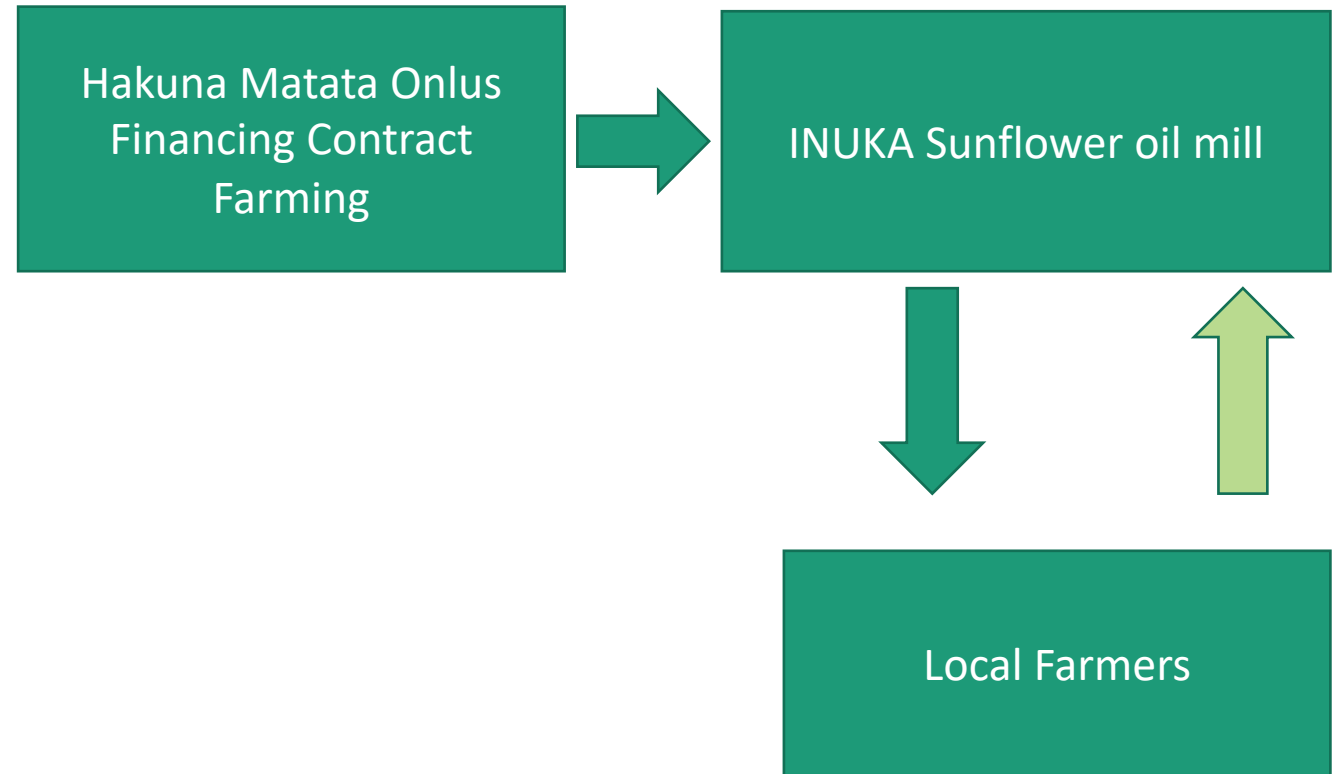 Hakuna Matata Onlus
Financing Contract
Farming
INUKA Sunflower oil mill
Local Farmers